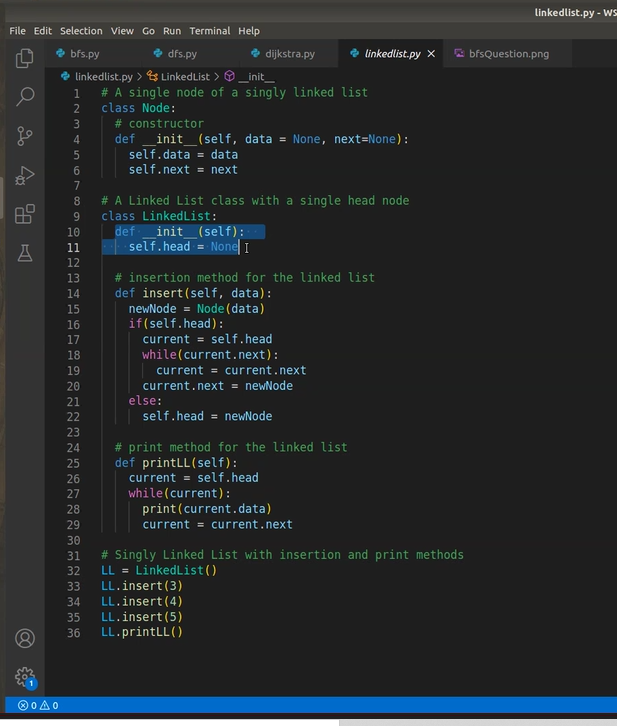 linkedlist.py - WS
File Edit Selection View Go Run Terminal Help
bfs.py dfs.py dijkstra.py linkedlist.py bfsQuestion.png
linkedlist.py > LinkedList > __init__
1 # A single node of a singly linked list
2 class Node:
3 # constructor
4 def __init__(self, data = None, next=None):
5 self.data = data
6 self.next = next
7
8 # A Linked List class with a single head node
9 class LinkedList:
10 def __init__(self):
11 self.head = None
12
13 # insertion method for the linked list
14 def insert(self, data):
15 newNode = Node(data)
16 if(self.head):
17 current = self.head
18 while(current.next):
19 current = current.next
20 current.next = newNode
21 else:
22 self.head = newNode
23
24 # print method for the linked list
25 def printLL(self):
26 current = self.head
27 while(current):
28 print(current.data)
29 current = current.next
30
31 # Singly Linked List with insertion and print methods
32 LL = LinkedList()
33 LL.insert(3)
34 LL.insert(4)
35 LL.insert(5)
36 LL.printLL()
1
0 0